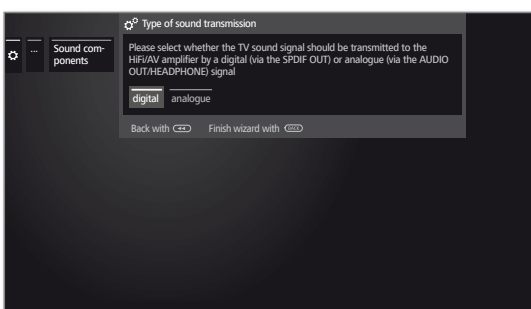 Type of sound transmission
...
Sound com-
ponents
Please select whether the TV sound signal should be transmitted to the
HiFi/AV amplifier by a digital (via the SPDIF OUT) or analogue (via the AUDIO
OUT/HEADPHONE) signal
digital analogue
Back with Finish wizard with BACK